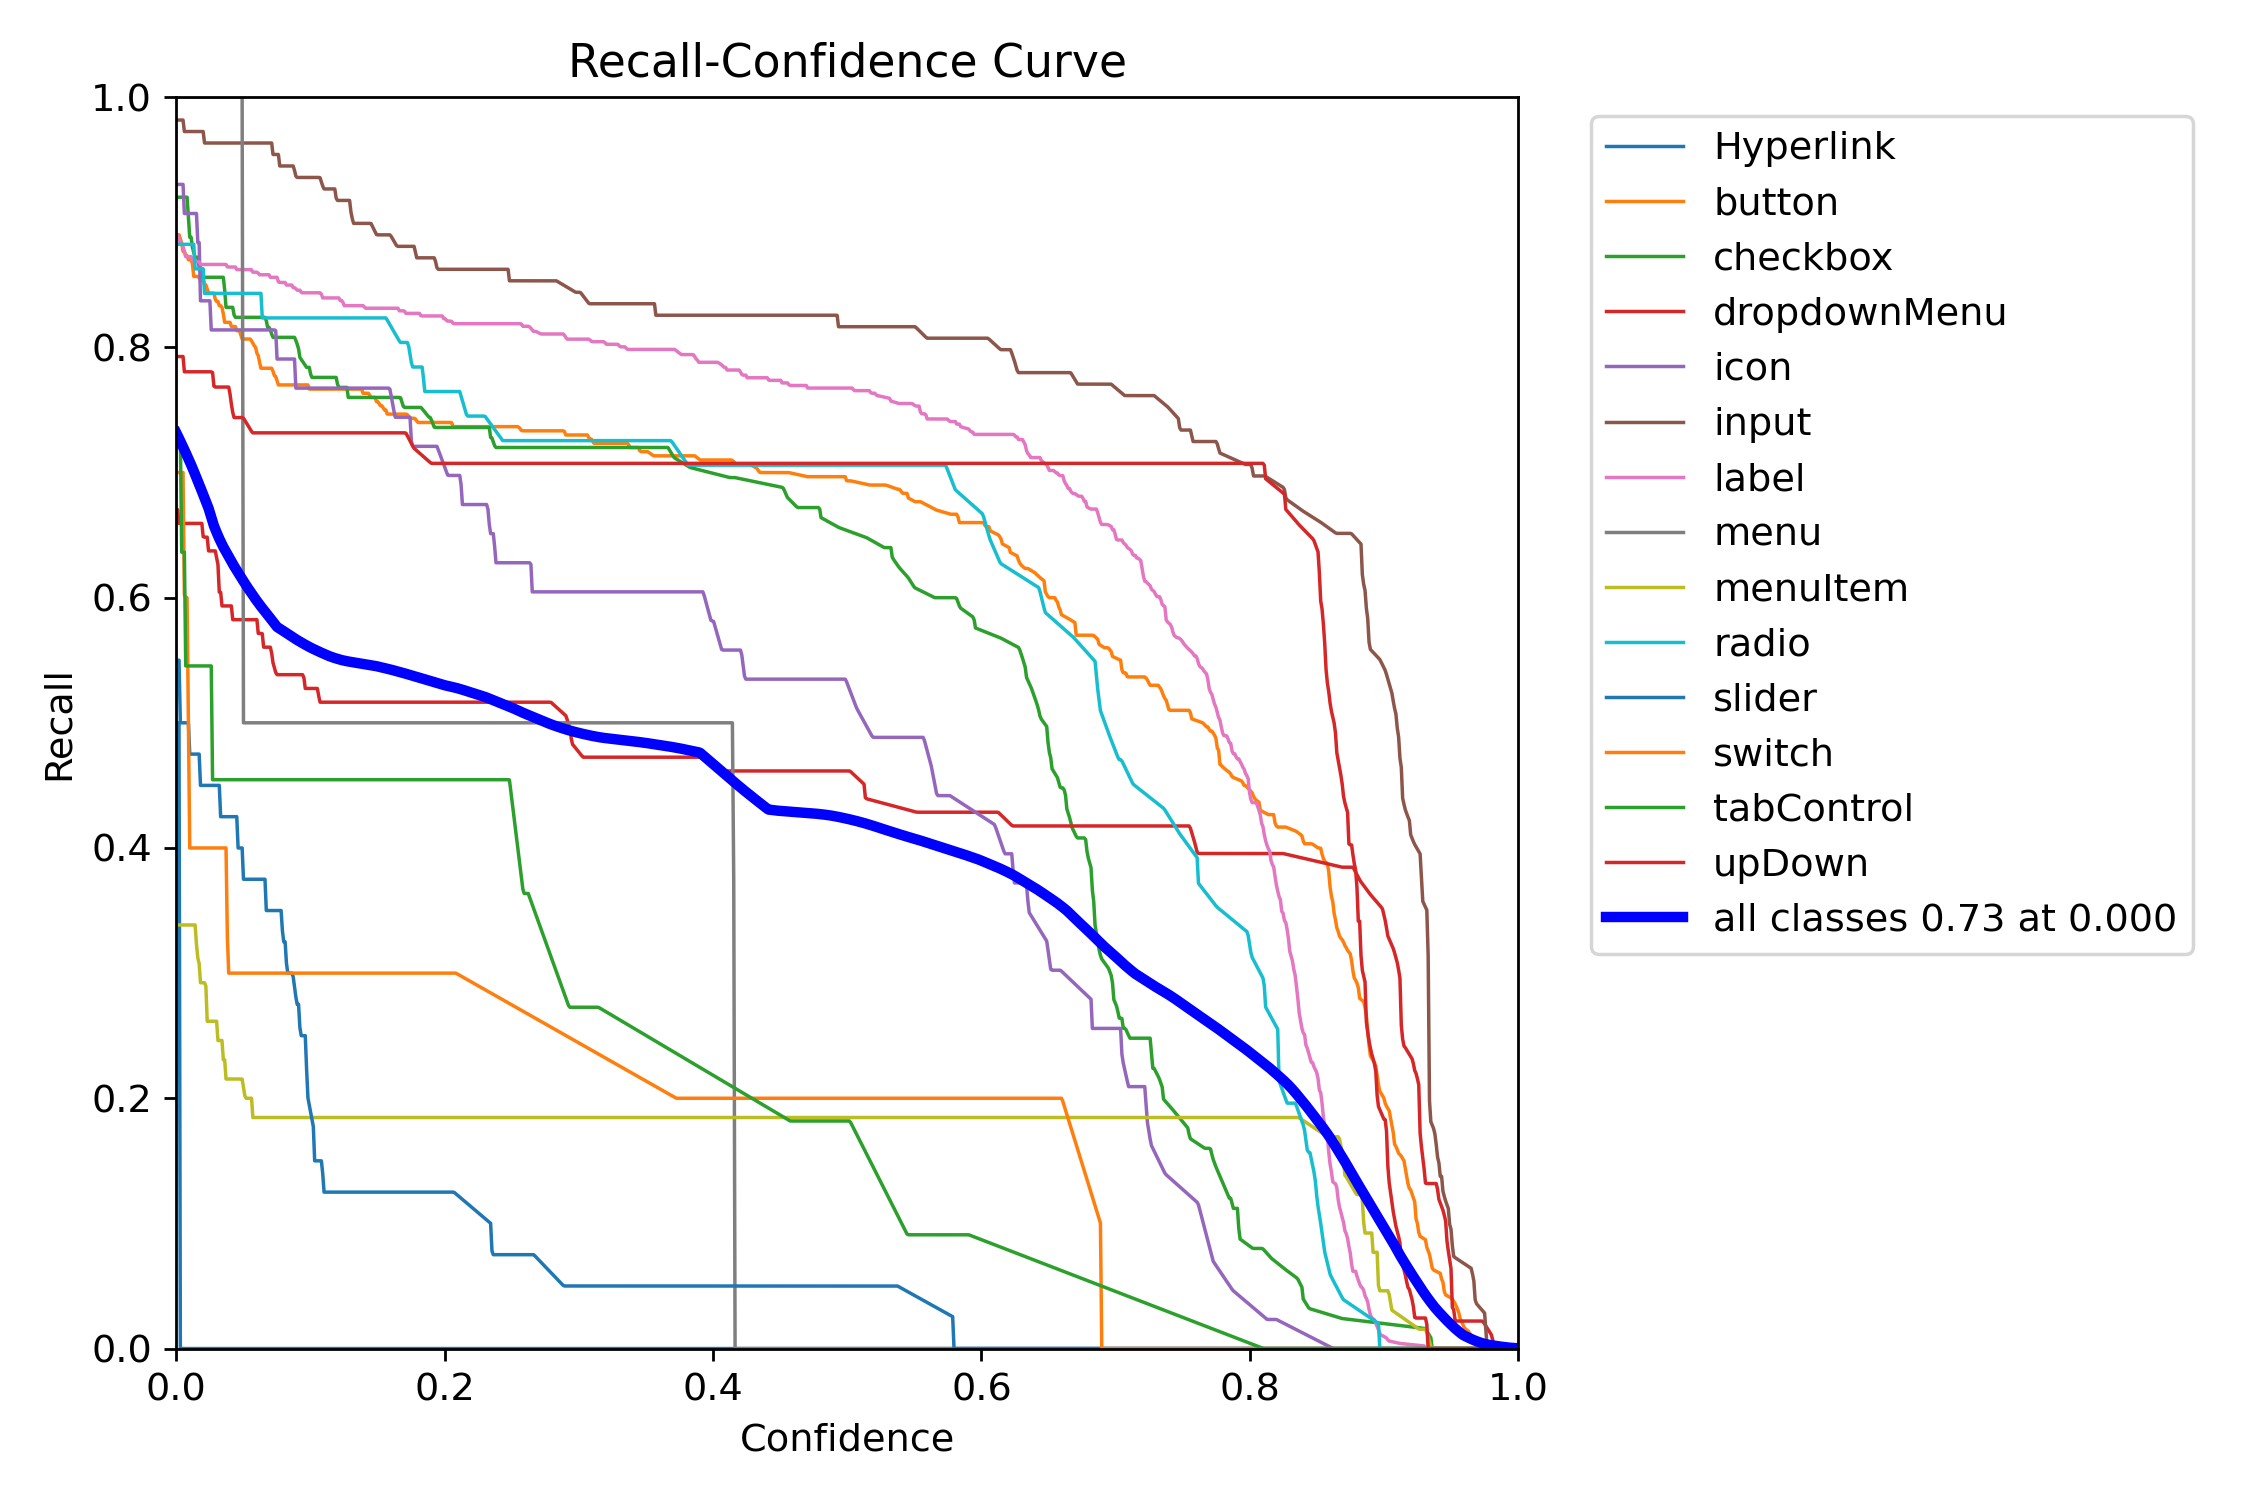 Recall-Confidence Curve
1.0
0.8
0.6
0.4
0.2
0.0
Recall
0.0 0.2 0.4 0.6 0.8 1.0
Confidence
Hyperlink
button
checkbox
dropdownMenu
icon
input
label
menu
menuItem
radio
slider
switch
tabControl
upDown
all classes 0.73 at 0.000